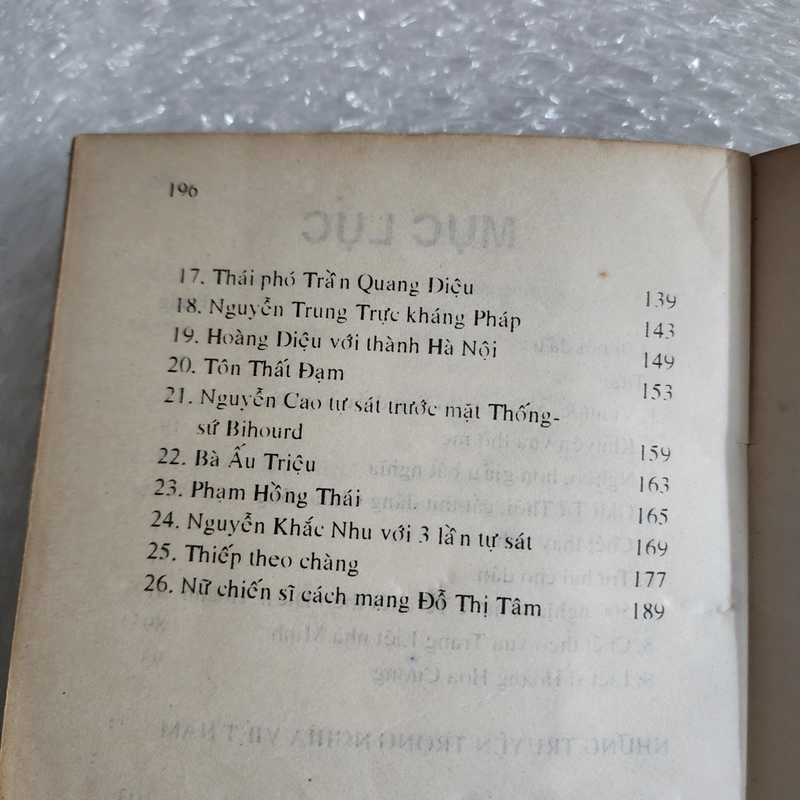 196
17. Thái phó Trần Quang Diệu 139
18. Nguyễn Trung Trực kháng Pháp 143
19. Hoàng Diệu với thành Hà Nội 149
20. Tôn Thất Đạm 153
21. Nguyễn Cao tự sát trước mặt Thống-
sứ Bihourd 159
22. Bà Ấu Triệu 163
23. Phạm Hồng Thái 165
24. Nguyễn Khắc Nhu với 3 lần tự sát 169
25. Thiếp theo chàng 177
26. Nữ chiến sĩ cách mạng Đỗ Thị Tâm 189